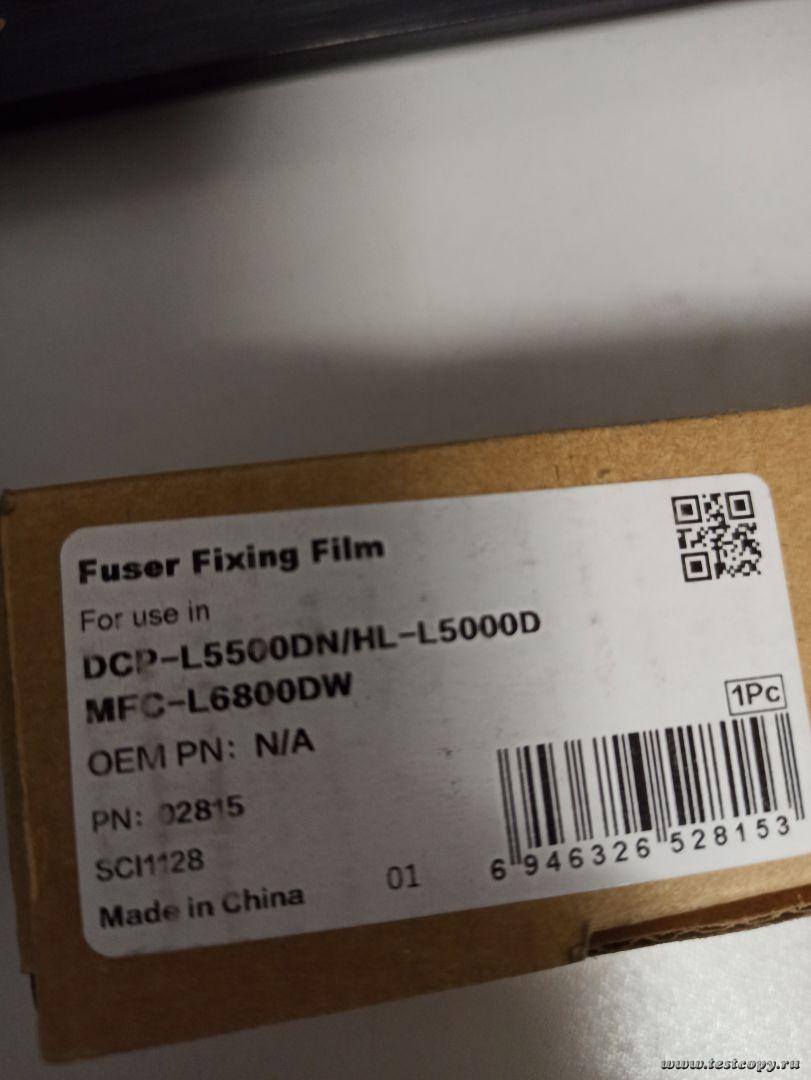 Fuser Fixing Film
For use in
DCP-L5500DN/HL-L5000D
MFC-L6800DW
1Pc
OEM PN: N/A
PN: 02815
SCI1128
Made in China
01
6 946326 528153
www.testcopy.ru